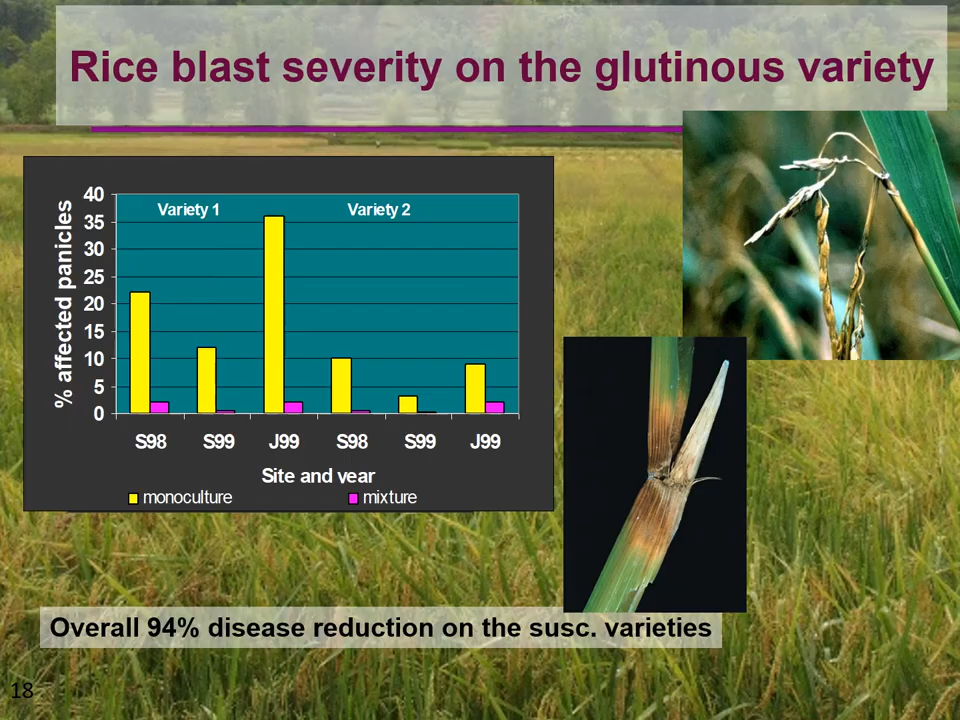 Rice blast severity on the glutinous variety
% affected panicles
40
35
30
25
20
15
10
5
0
Variety 1 Variety 2
S98 S99 J99 S98 S99 J99
Site and year
monoculture mixture
Overall 94% disease reduction on the susc. varieties
18